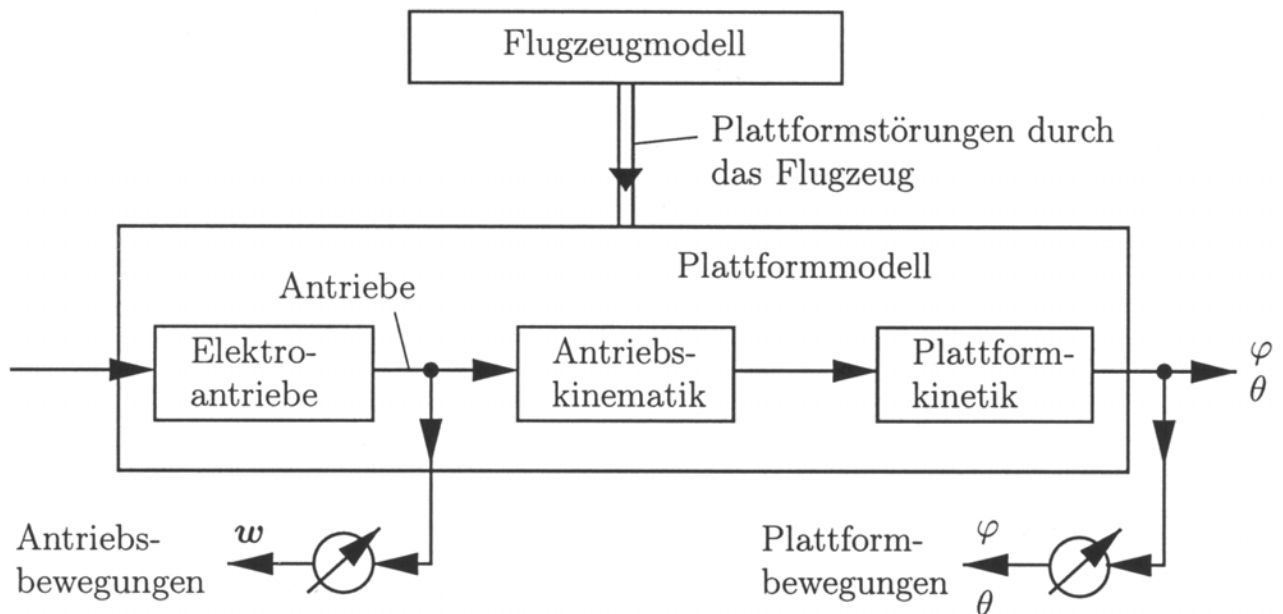 Flugzeugmodell
Plattformstörungen durch
das Flugzeug
Plattformmodell
Antriebe
Elektro-
antriebe
Antriebs-
kinematik
Plattform-
kinetik
φ
θ
Antriebs-
bewegungen
w
Plattform-
bewegungen
φ
θ